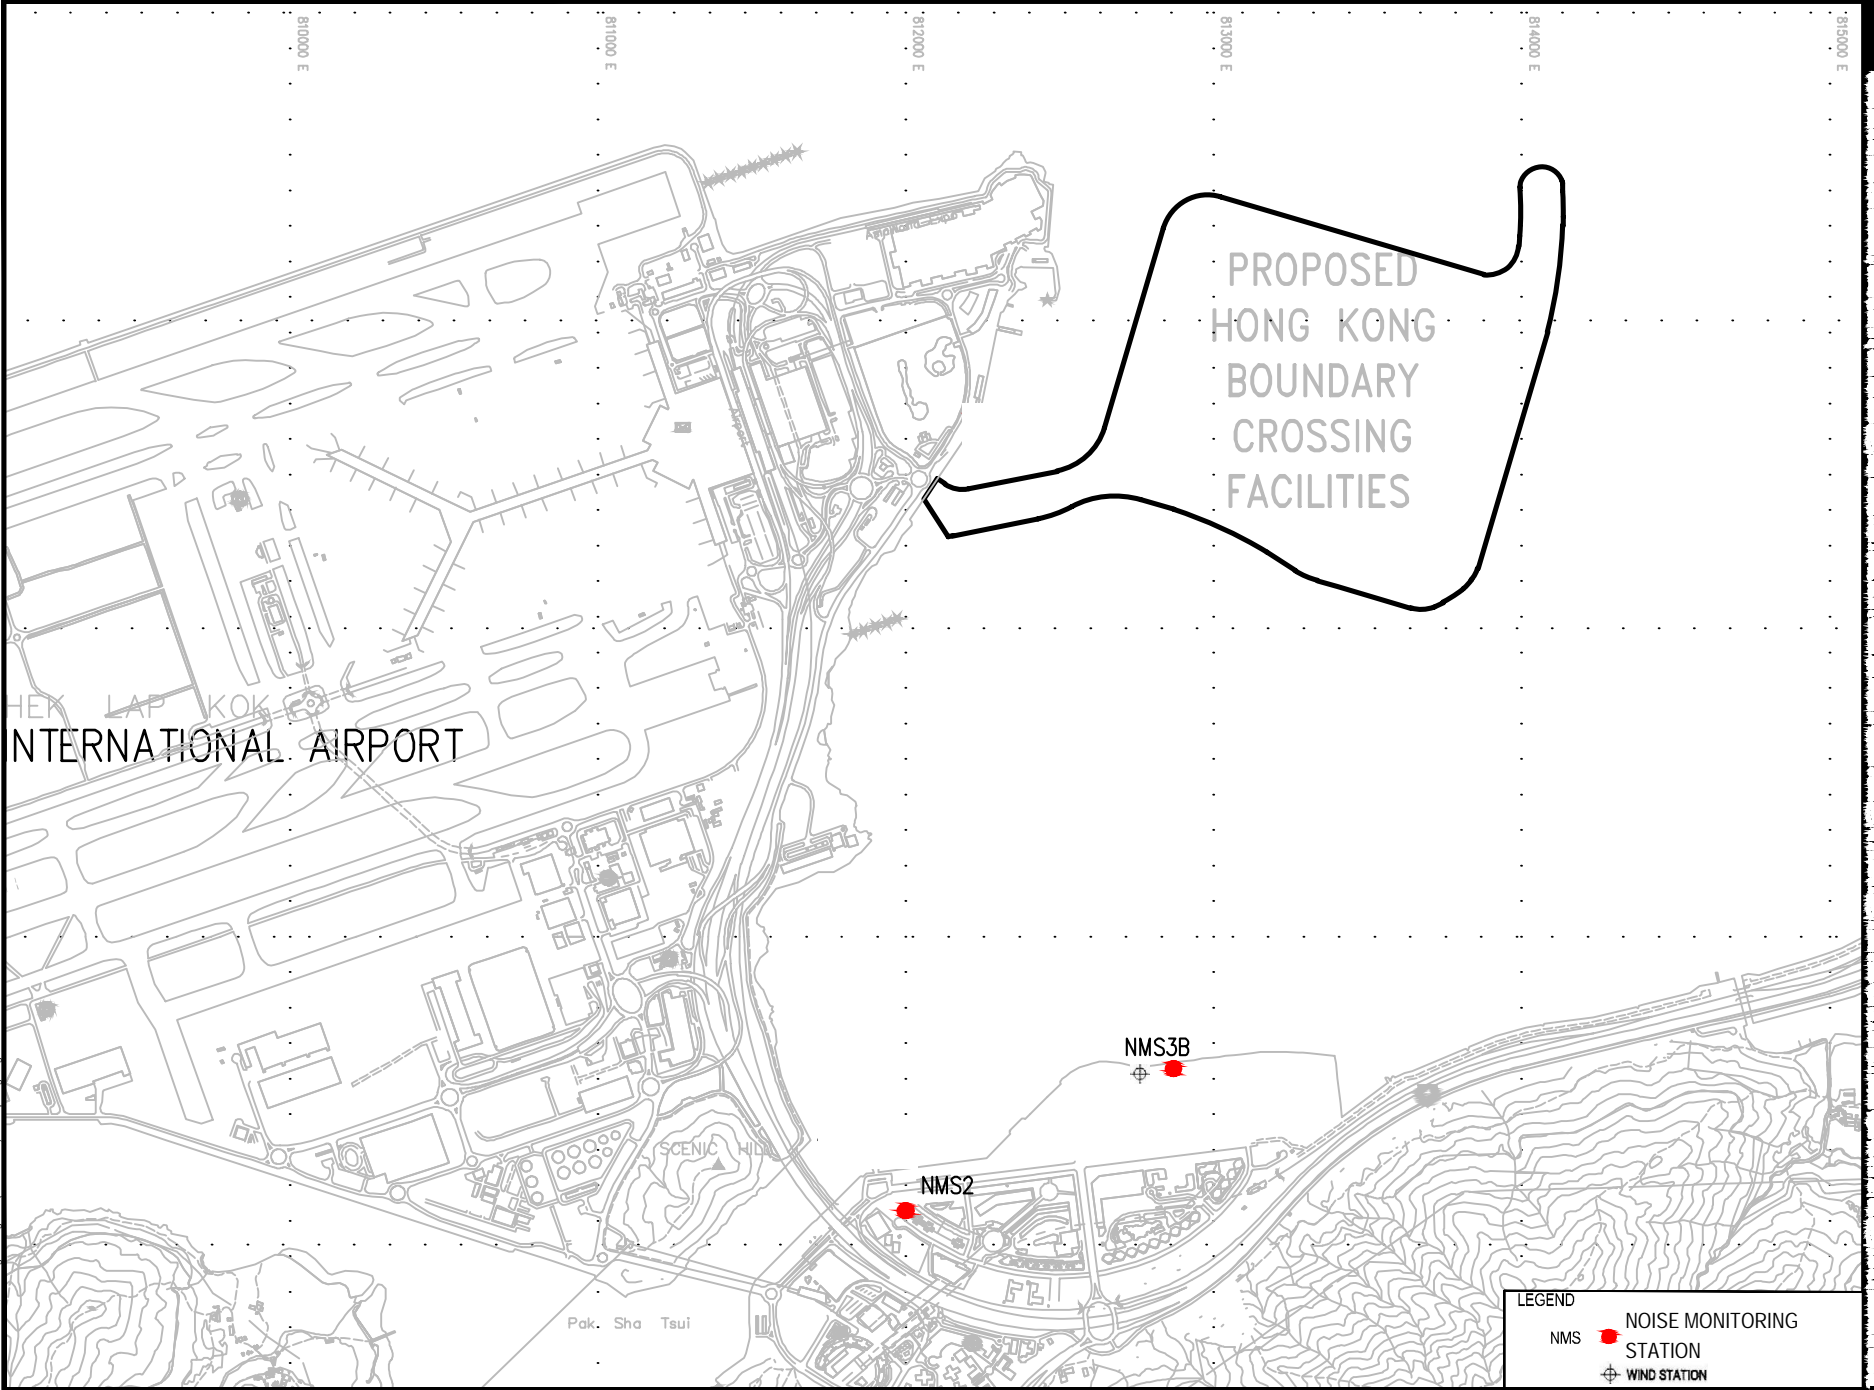 810000 E
811000 E
812000 E
813000 E
814000 E
815000 E
PROPOSED
HONG KONG
BOUNDARY
CROSSING
FACILITIES
Airport
HEK LAP KOK
INTERNATIONAL AIRPORT
NMS3B
SCENIC HILL
NMS2
Pak Sha Tsui
LEGEND
NMS
NOISE MONITORING
STATION
WIND STATION